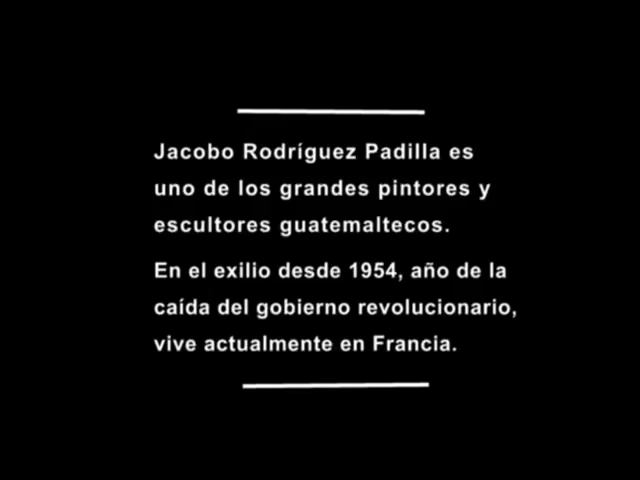 Jacobo Rodríguez Padilla es
uno de los grandes pintores y
escultores guatemaltecos.
En el exilio desde 1954, año de la
caída del gobierno revolucionario,
vive actualmente en Francia.